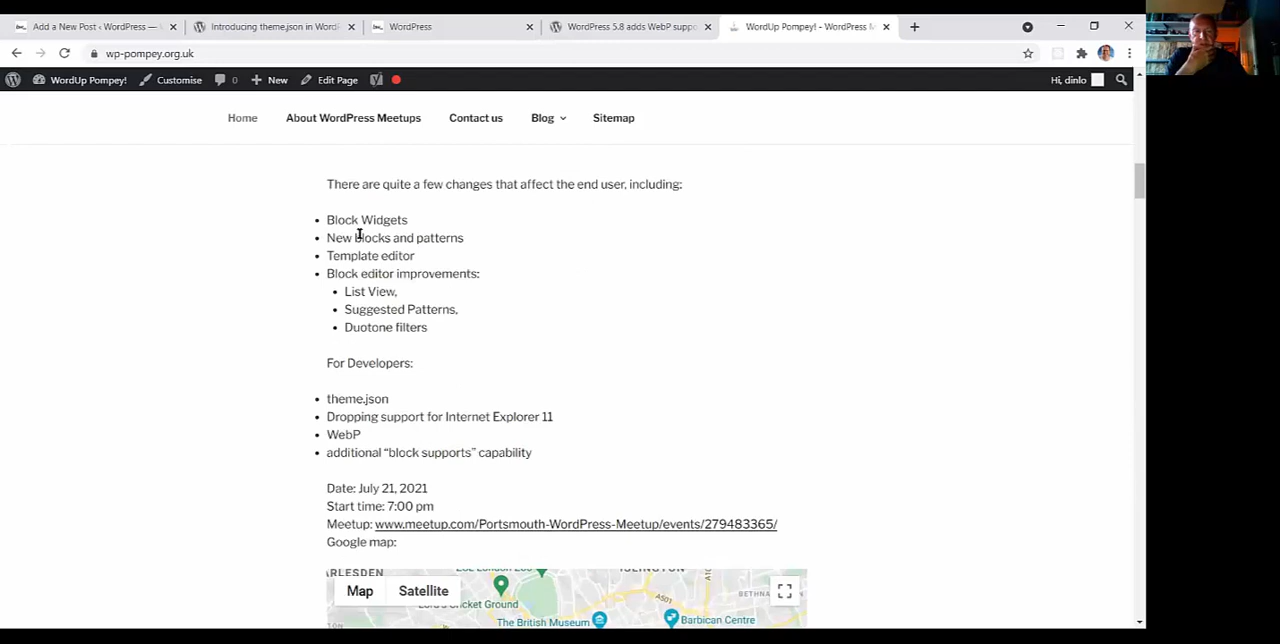 Add a New Post ‹ WordPress —
Introducing theme.json in WordP
WordPress
WordPress 5.8 adds WebP suppo
WordUp Pompey! - WordPress M
wp-pompey.org.uk
WordUp Pompey! Customise 0 New Edit Page Hi, dinlo
Home About WordPress Meetups Contact us Blog Sitemap
There are quite a few changes that affect the end user, including:
• Block Widgets
• New blocks and patterns
• Template editor
• Block editor improvements:
• List View,
• Suggested Patterns,
• Duotone filters
For Developers:
• theme.json
• Dropping support for Internet Explorer 11
• WebP
• additional “block supports” capability
Date: July 21, 2021
Start time: 7:00 pm
Meetup: www.meetup.com/Portsmouth-WordPress-Meetup/events/279483365/
Google map:
Map Satellite
ARLESDEN
ISLINGTON
A501
Lord's Cricket Ground
The British Museum
Barbican Centre